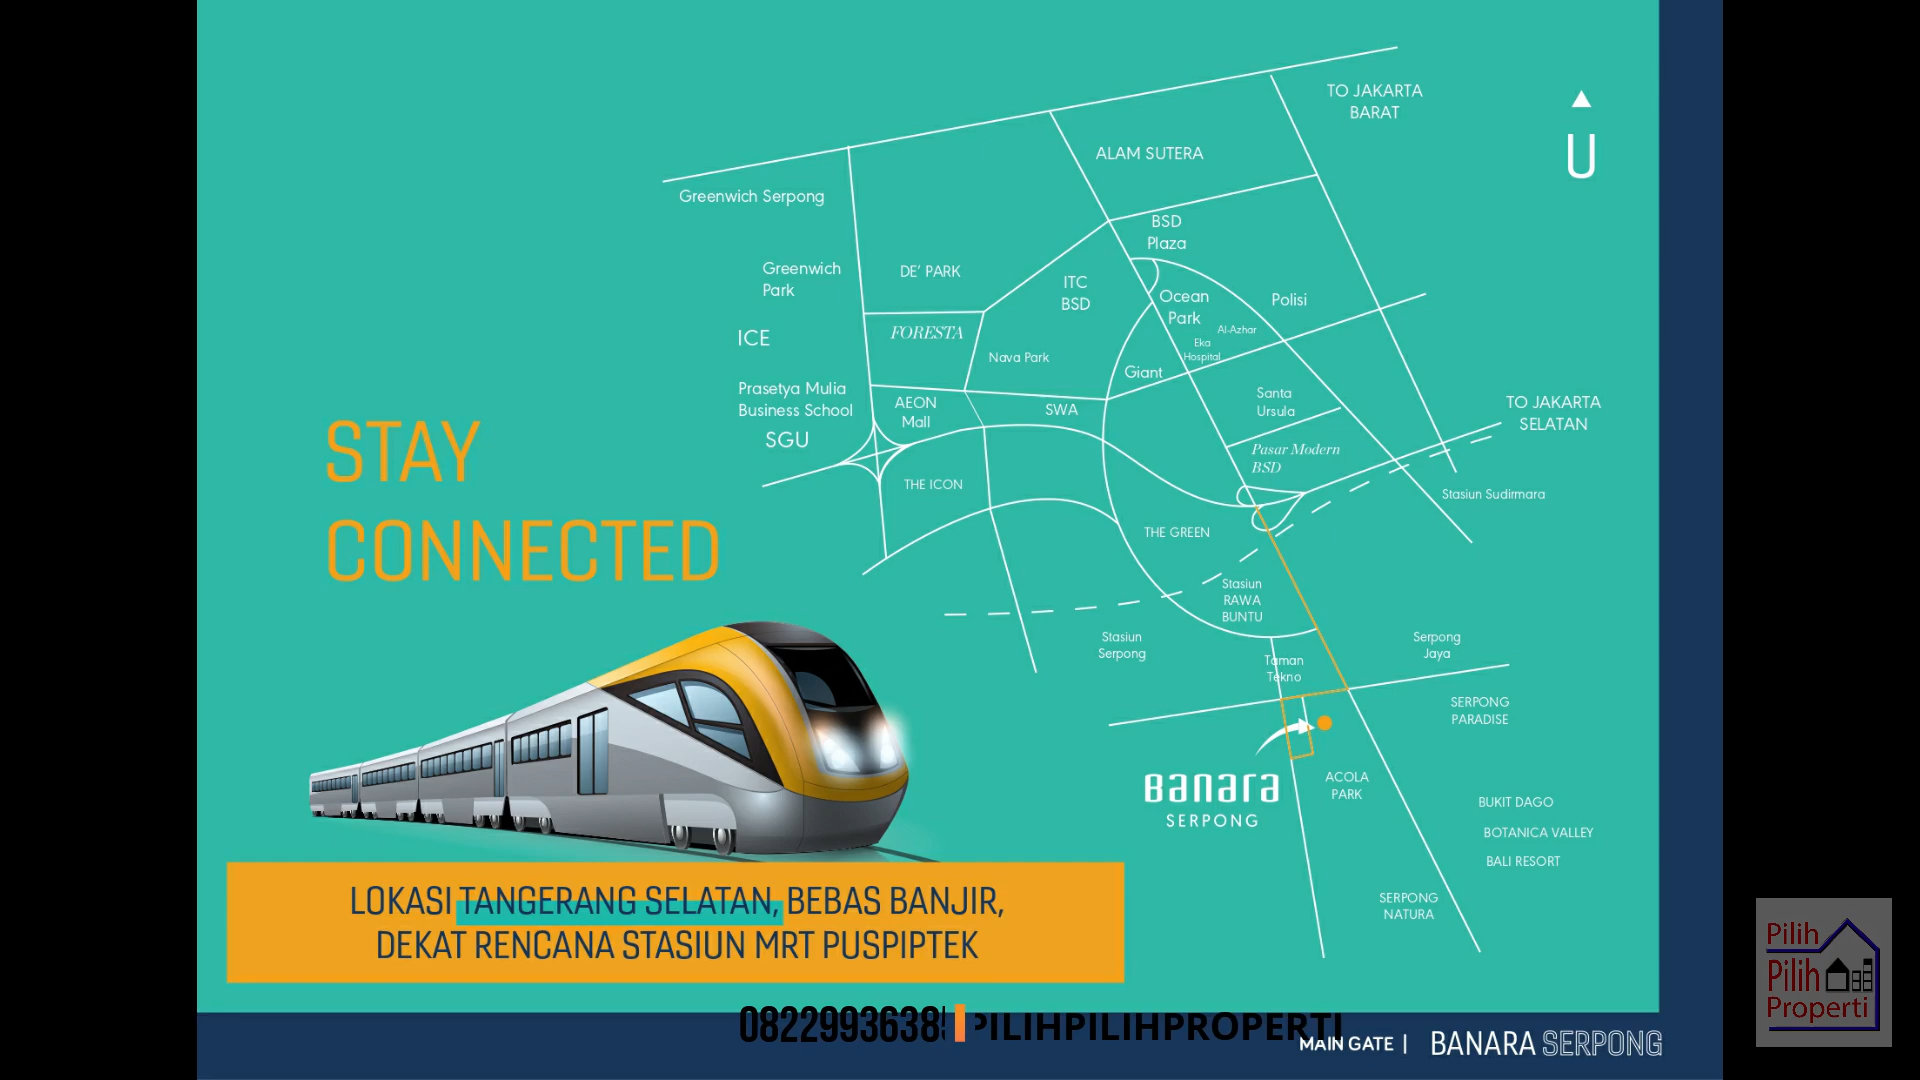 TO JAKARTA
BARAT
U
ALAM SUTERA
Greenwich Serpong
BSD
Plaza
Greenwich
Park
DE' PARK
ITC
BSD
Ocean
Park
Polisi
Al-Azhar
ICE
FORESTA
Eka
Hospital
Nava Park
Giant
Prasetya Mulia
Business School
SGU
AEON
Mall
SWA
Santa
Ursula
TO JAKARTA
SELATAN
Pasar Modern
BSD
THE ICON
Stasiun Sudirmara
STAY
CONNECTED
THE GREEN
Stasiun
RAWA
BUNTU
Stasiun
Serpong
Serpong
Jaya
Taman
Tekno
SERPONG
PARADISE
Banara
SERPONG
ACOLA
PARK
BUKIT DAGO
BOTANICA VALLEY
BALI RESORT
SERPONG
NATURA
LOKASI TANGERANG SELATAN, BEBAS BANJIR,
DEKAT RENCANA STASIUN MRT PUSPIPTEK
Pilih
Pilih
Properti
PILIHPILIHPROPERTI
MAIN GATE | BANARA SERPONG